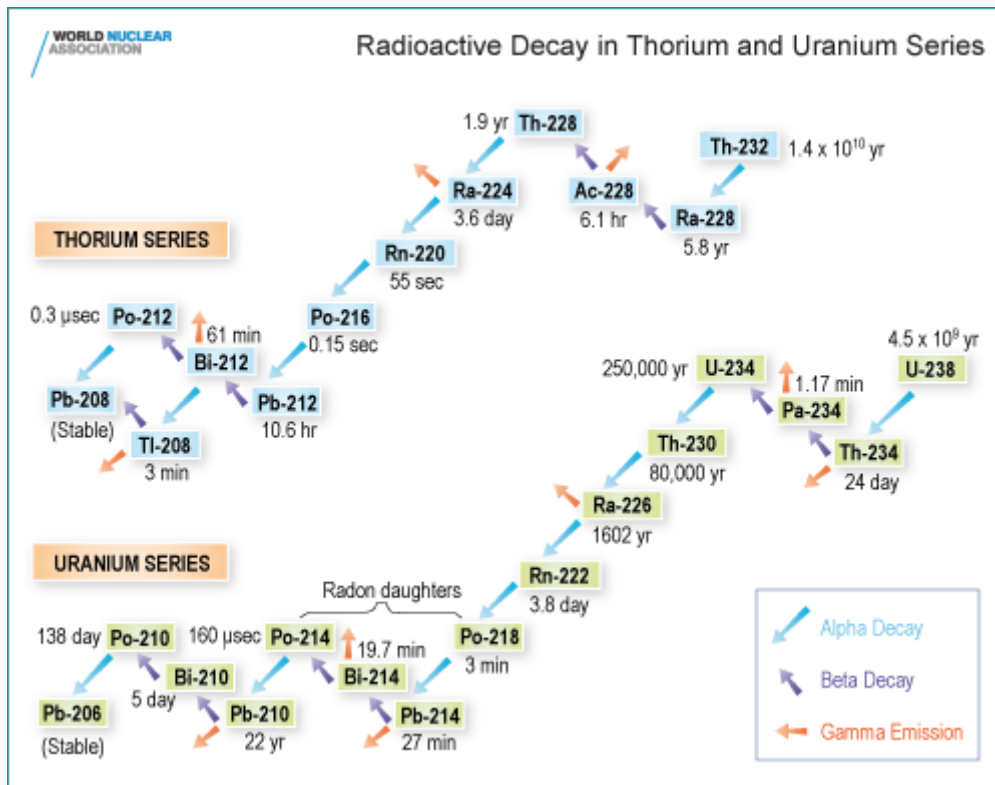 WORLD NUCLEAR
ASSOCIATION
Radioactive Decay in Thorium and Uranium Series
1.9 yr Th-228
Th-232 1.4 x 10¹⁰ yr
Ra-224
3.6 day
Ac-228
6.1 hr
Ra-228
5.8 yr
THORIUM SERIES
Rn-220
55 sec
0.3 µsec Po-212
61 min
Bi-212
Po-216
0.15 sec
Pb-208
(Stable)
Pb-212
10.6 hr
Tl-208
3 min
4.5 x 10⁹ yr
U-238
250,000 yr U-234
1.17 min
Pa-234
Th-230
80,000 yr
Th-234
24 day
Ra-226
1602 yr
URANIUM SERIES
Rn-222
3.8 day
Radon daughters
138 day Po-210
160 µsec Po-214
19.7 min
Po-218
3 min
Bi-210
5 day
Bi-214
Pb-206
(Stable)
Pb-210
22 yr
Pb-214
27 min
Alpha Decay
Beta Decay
Gamma Emission